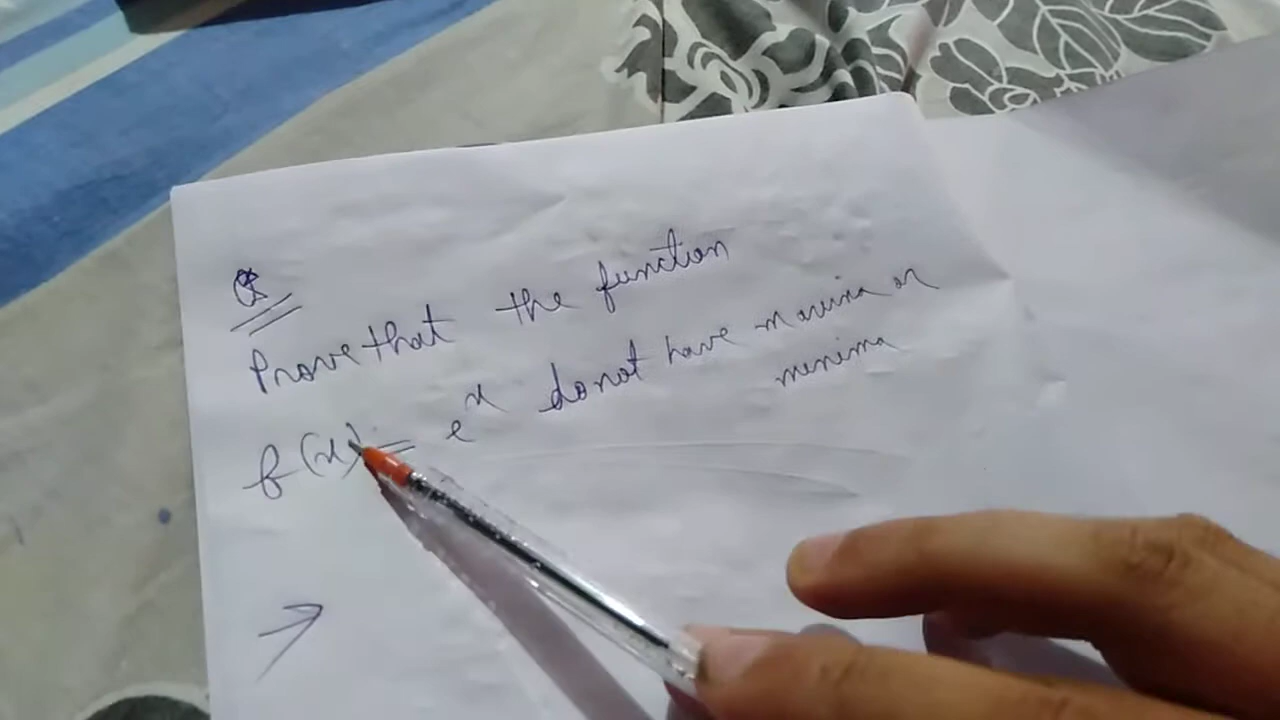 Q
Prove that the function
f(x) = e^x do not have maxima or
minima